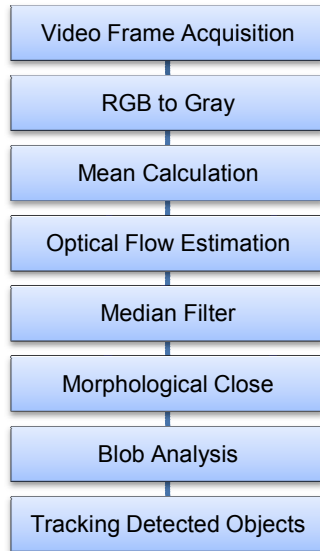 Video Frame Acquisition
RGB to Gray
Mean Calculation
Optical Flow Estimation
Median Filter
Morphological Close
Blob Analysis
Tracking Detected Objects